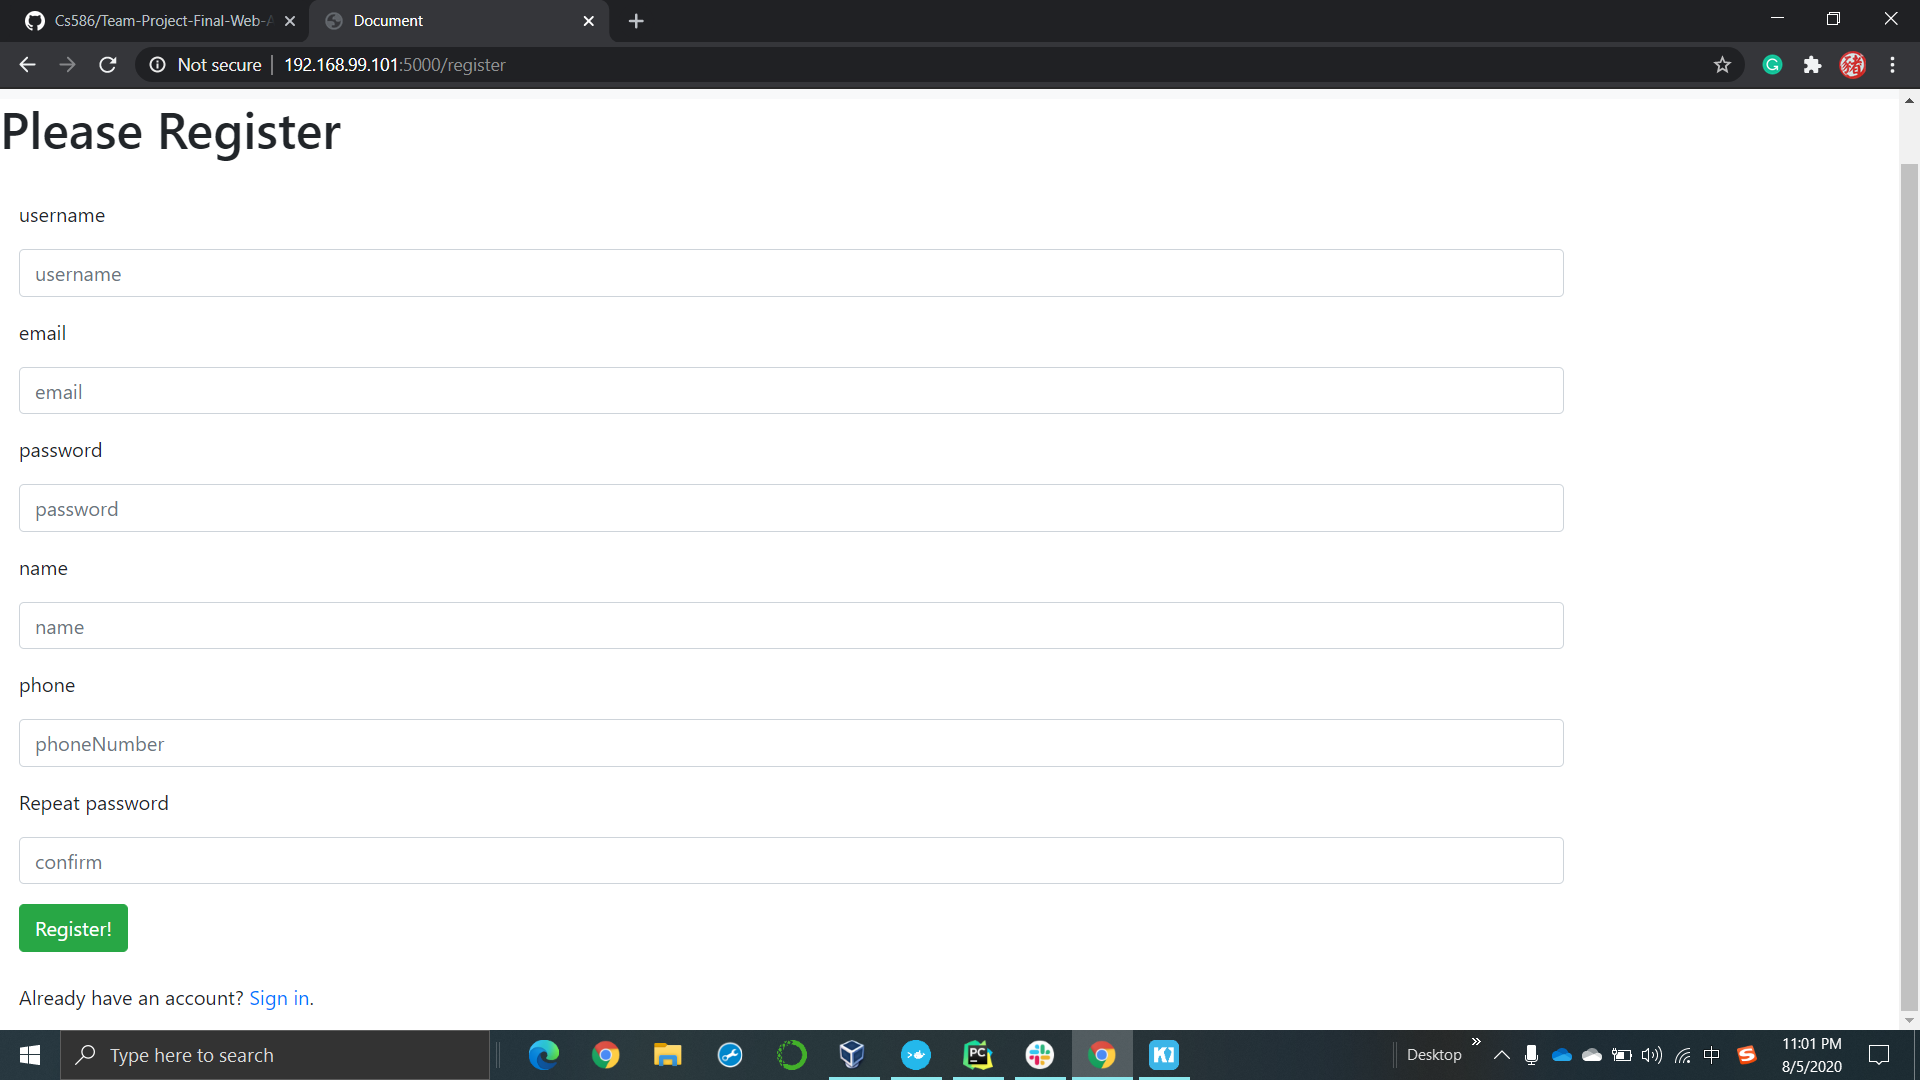 Cs586/Team-Project-Final-Web-A
Document
Not secure
192.168.99.101:5000/register
Please Register
username
username
email
email
password
password
name
name
phone
phoneNumber
Repeat password
confirm
Register!
Already have an account? Sign in.
Type here to search
PC
Desktop
中
11:01 PM
8/5/2020